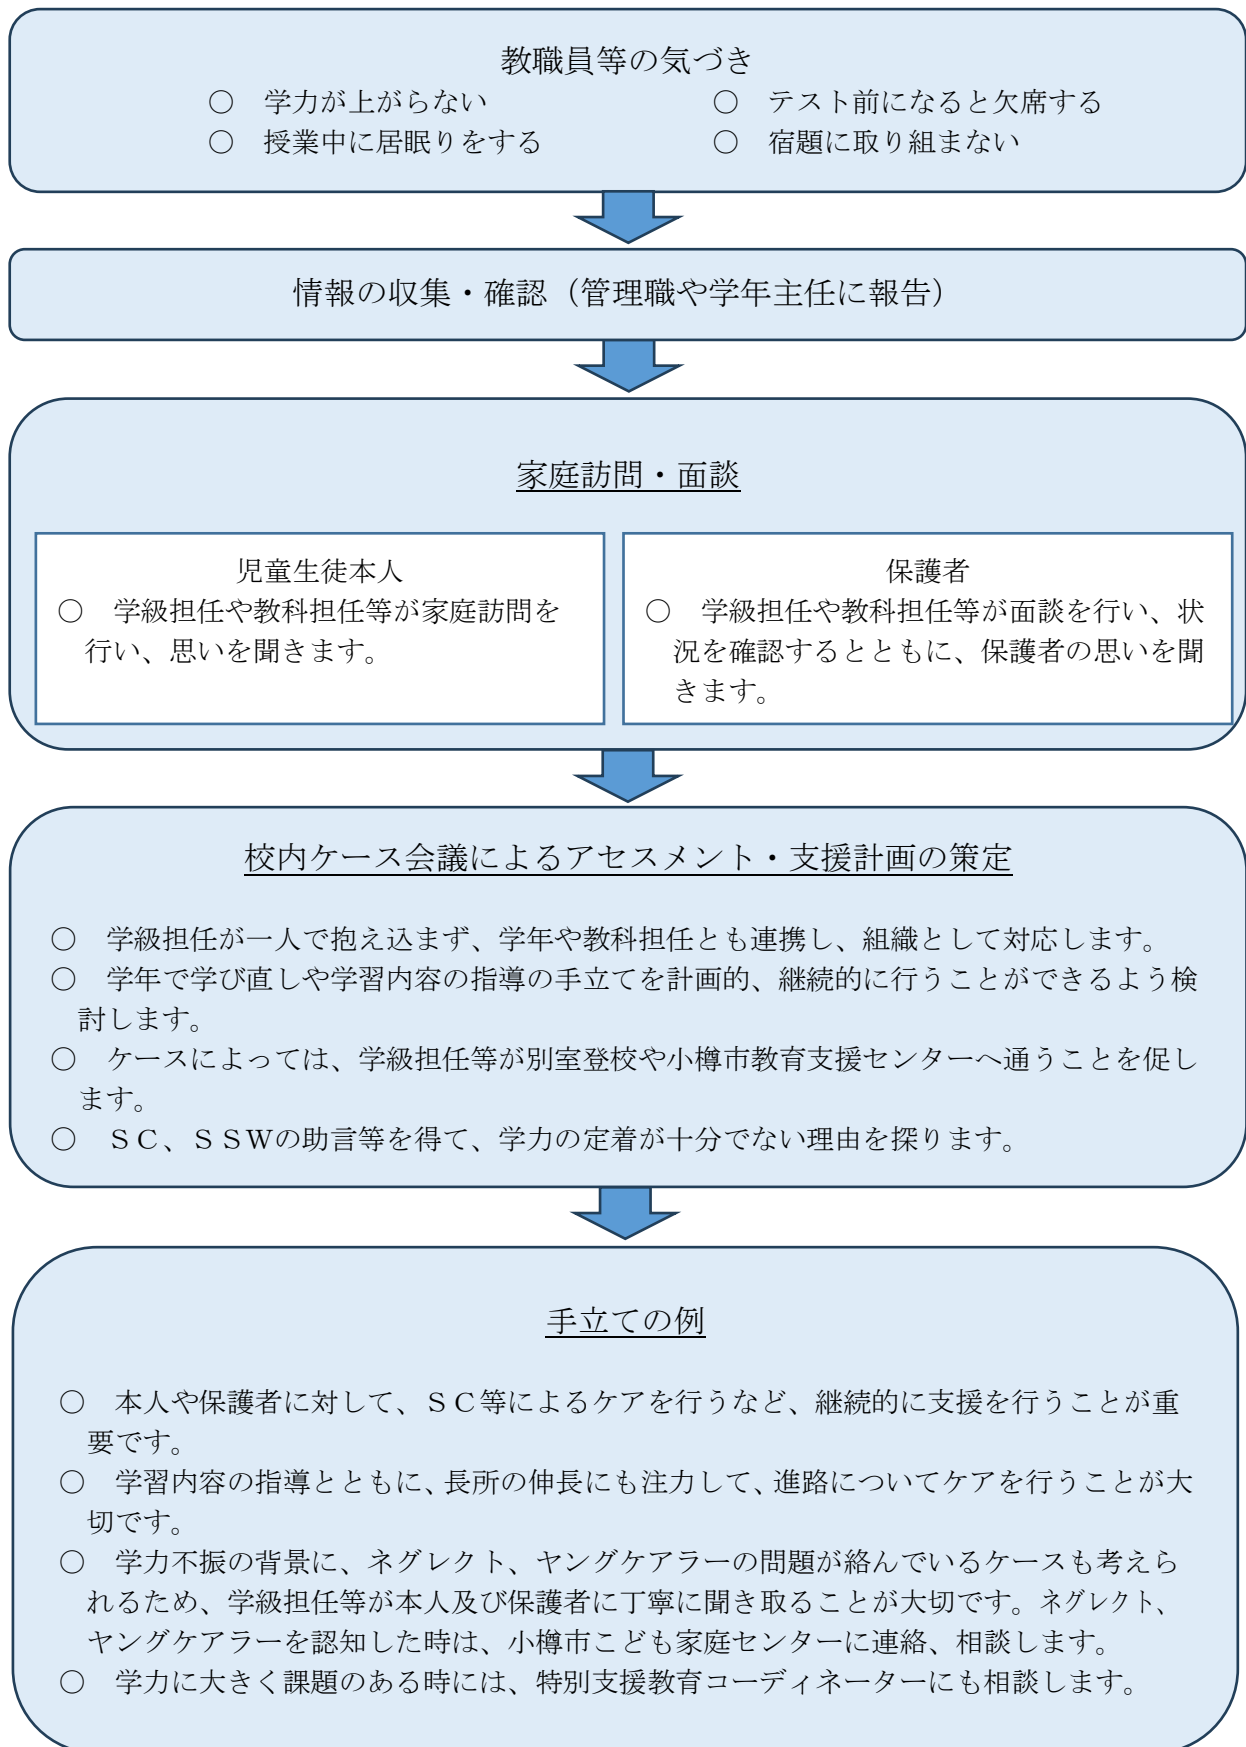 教職員等の気づき
○　学力が上がらない　　○　テスト前になると欠席する
○　授業中に居眠りをする　　○　宿題に取り組まない
情報の収集・確認（管理職や学年主任に報告）
家庭訪問・面談
児童生徒本人
○　学級担任や教科担任等が家庭訪問を
行い、思いを聞きます。
保護者
○　学級担任や教科担任等が面談を行い、状
況を確認するとともに、保護者の思いを聞
きます。
校内ケース会議によるアセスメント・支援計画の策定
○　学級担任が一人で抱え込まず、学年や教科担任とも連携し、組織として対応します。
○　学年で学び直しや学習内容の指導の手立てを計画的、継続的に行うことができるよう検
討します。
○　ケースによっては、学級担任等が別室登校や小樽市教育支援センターへ通うことを促し
ます。
○　ＳＣ、ＳＳＷの助言等を得て、学力の定着が十分でない理由を探ります。
手立ての例
○　本人や保護者に対して、ＳＣ等によるケアを行うなど、継続的に支援を行うことが重
要です。
○　学習内容の指導とともに、長所の伸長にも注力して、進路についてケアを行うことが大
切です。
○　学力不振の背景に、ネグレクト、ヤングケアラーの問題が絡んでいるケースも考えら
れるため、学級担任等が本人及び保護者に丁寧に聞き取ることが大切です。ネグレクト、
ヤングケアラーを認知した時は、小樽市こども家庭センターに連絡、相談します。
○　学力に大きく課題のある時には、特別支援教育コーディネーターにも相談します。